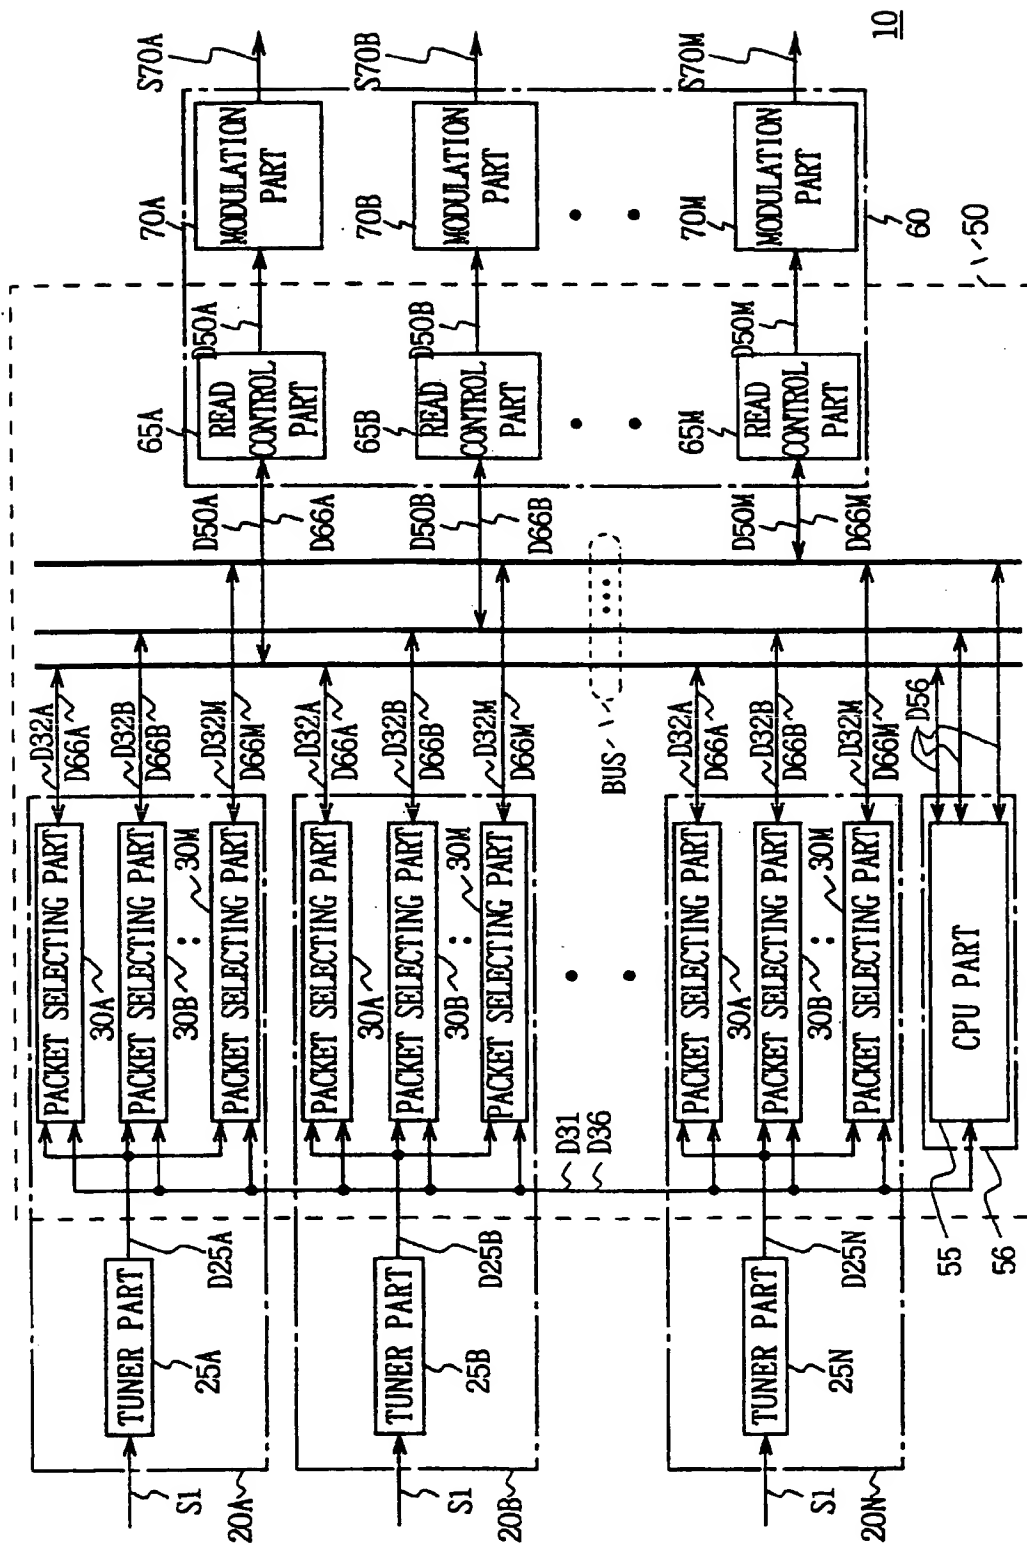 10
20A
S1
TUNER PART
25A
D25A
PACKET SELECTING PART
30A
PACKET SELECTING PART
30B
PACKET SELECTING PART
30M
D32A
D66A
D32B
D66B
D32M
D66M
20B
S1
TUNER PART
25B
D25B
PACKET SELECTING PART
30A
PACKET SELECTING PART
30B
PACKET SELECTING PART
30M
D32A
D66A
D32B
D66B
D32M
D66M
D31
D36
20N
S1
TUNER PART
25N
D25N
PACKET SELECTING PART
30A
PACKET SELECTING PART
30B
PACKET SELECTING PART
30M
D32A
D66A
D32B
D66B
D32M
D66M
55
56
CPU PART
D56
BUS
D50A
D66A
65A
READ
CONTROL
PART
D50A
70A
MODULATION
PART
S70A
D50B
D66B
65B
READ
CONTROL
PART
D50B
70B
MODULATION
PART
S70B
D50M
D66M
65M
READ
CONTROL
PART
D50M
70M
MODULATION
PART
S70M
60
50